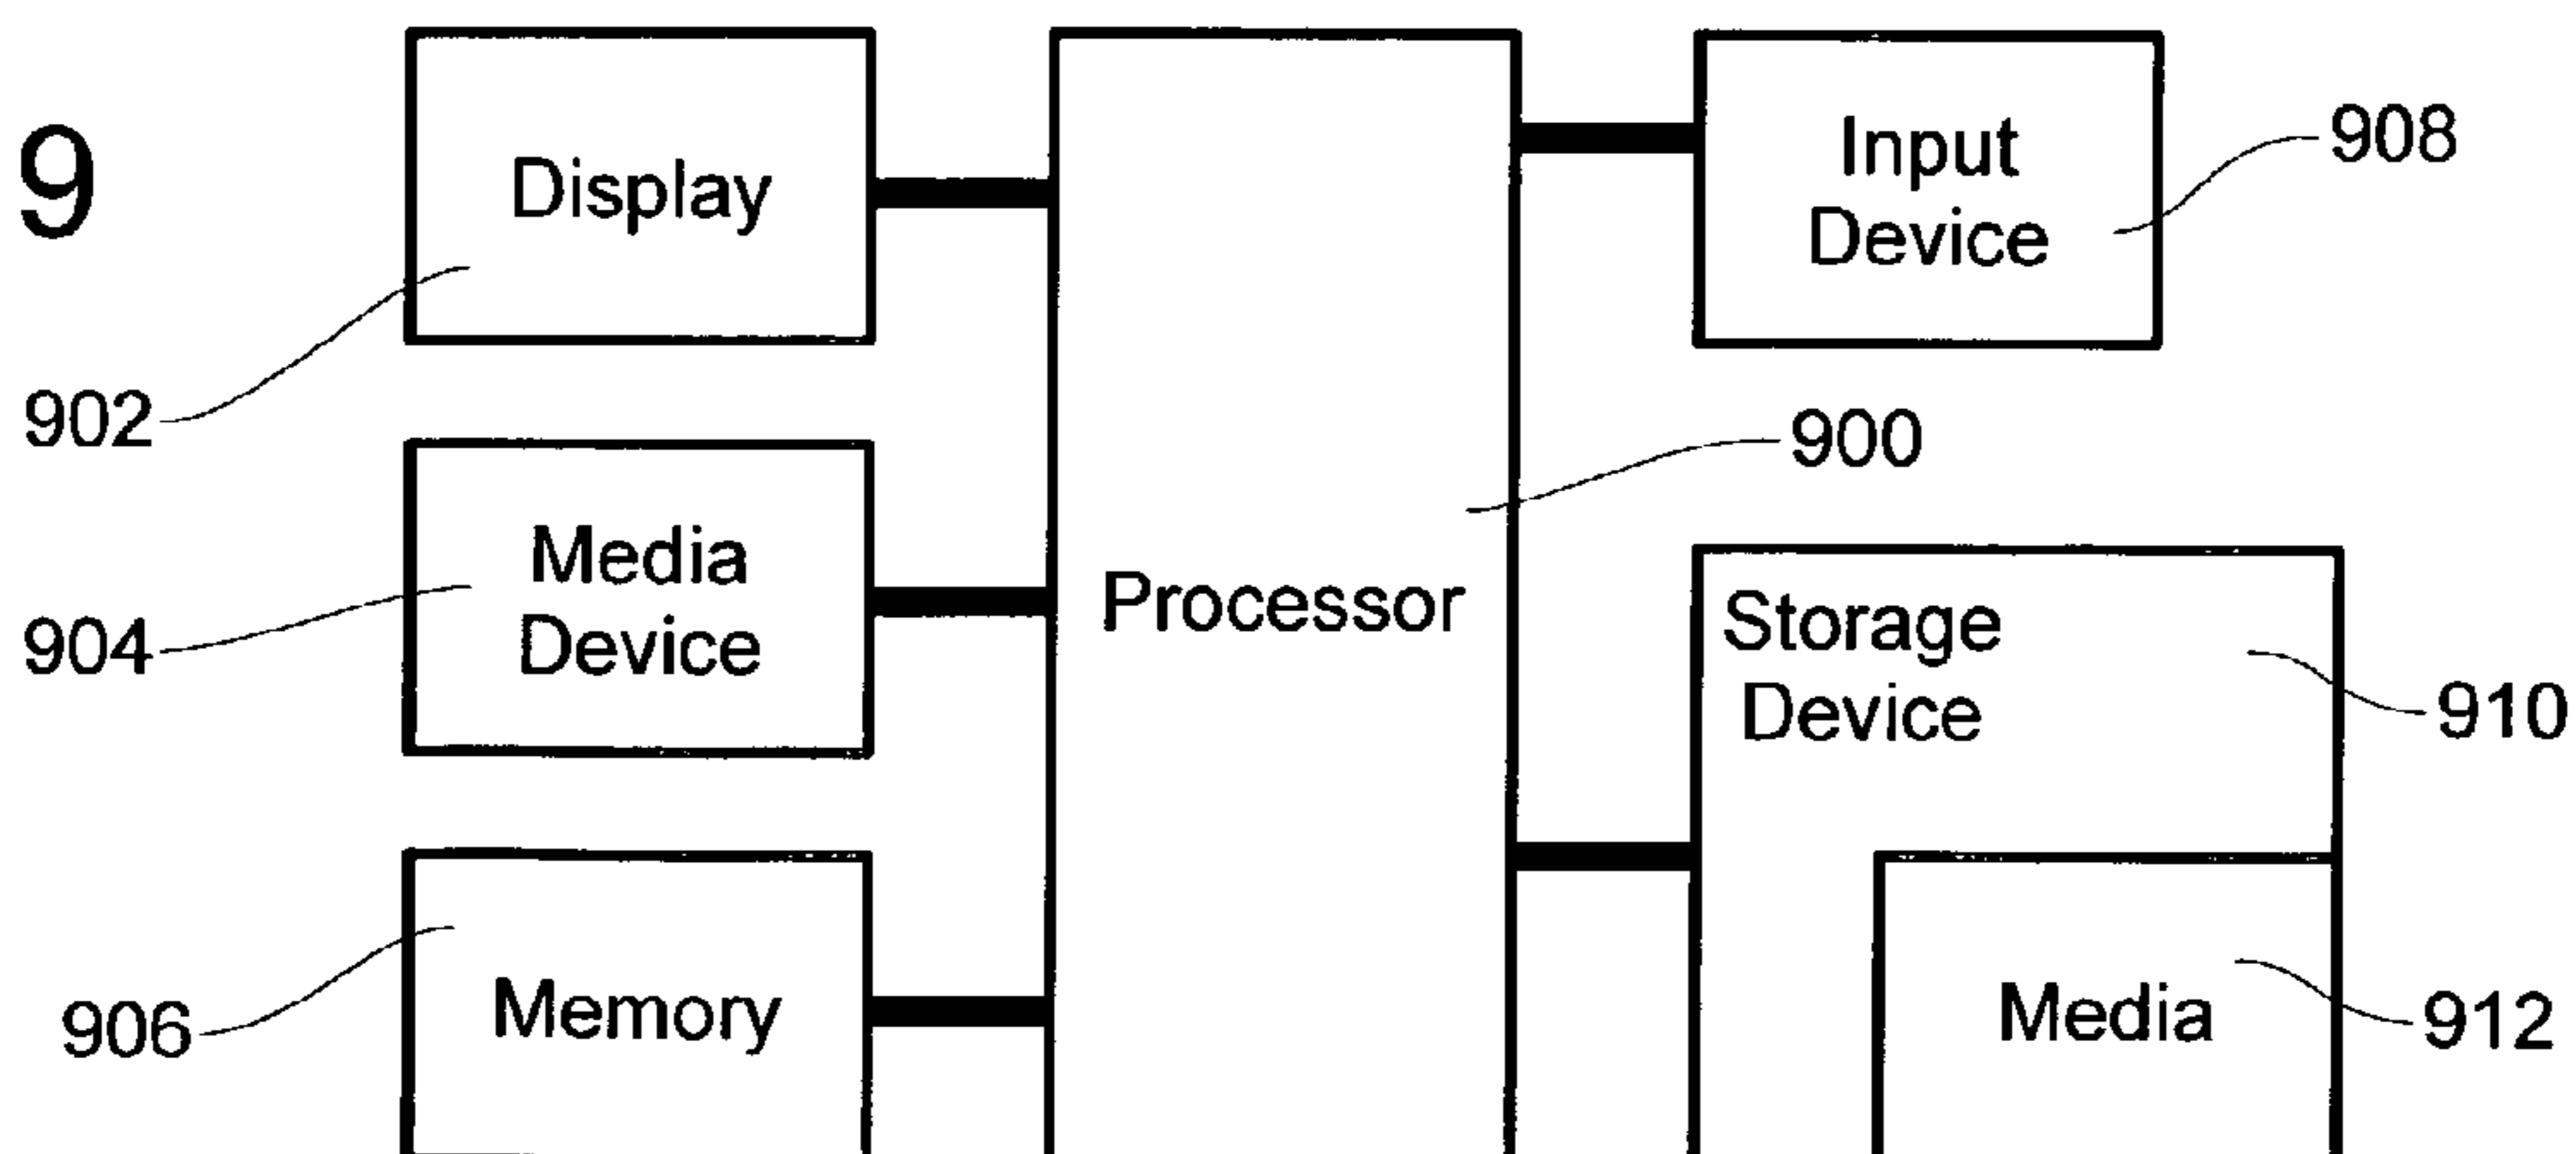 9
Display
902
Media
Device
904
Memory
906
Processor
900
Input
Device
908
Storage
Device
910
Media
912